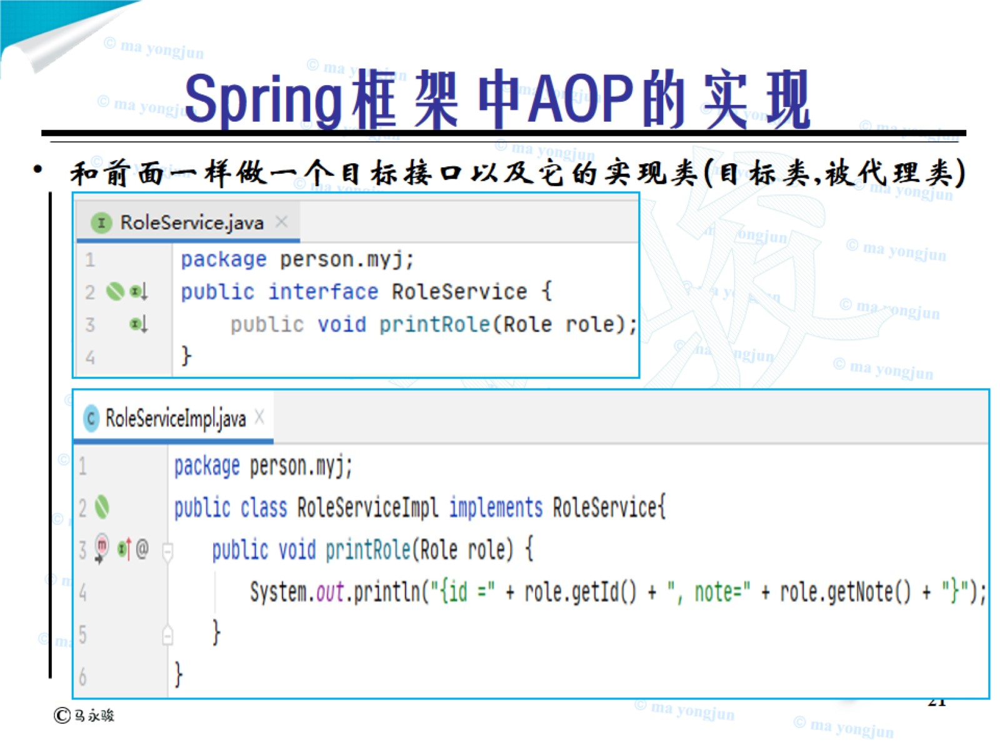 Spring框架中AOP的实现
• 和前面一样做一个目标接口以及它的实现类(目标类,被代理类)
RoleService.java
1 package person.myj;
2 public interface RoleService {
3 public void printRole(Role role);
4 }
RoleServiceImpl.java
1 package person.myj;
2 public class RoleServiceImpl implements RoleService{
3 public void printRole(Role role) {
4 System.out.println("{id =" + role.getId() + ", note=" + role.getNote() + "}");
5 }
6 }
©马永骏
21
© ma yongjun